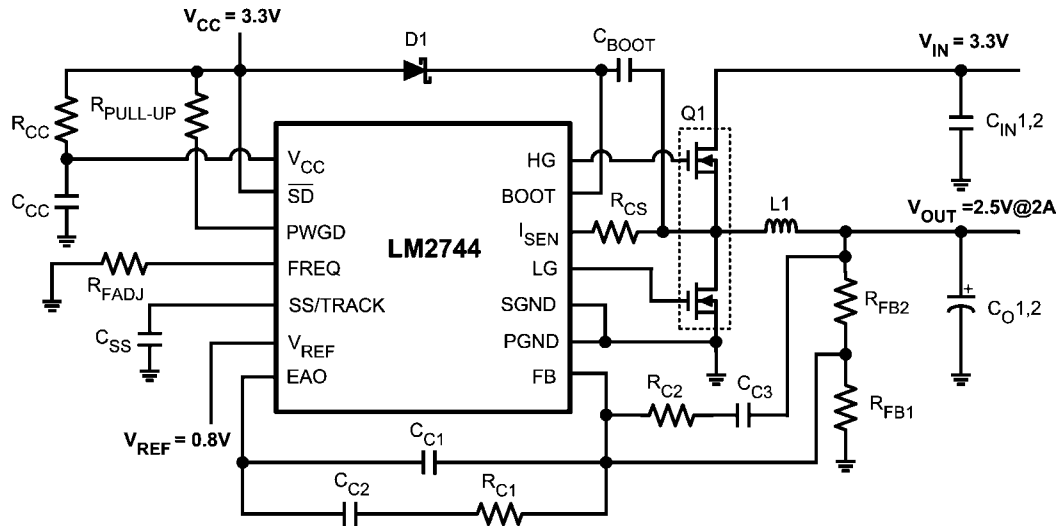 V_CC = 3.3V
D1
C_BOOT
V_IN = 3.3V
R_CC
R_PULL-UP
Q1
C_IN1,2
V_CC
HG
C_CC
SD
BOOT
R_CS
L1
V_OUT =2.5V@2A
PWGD
I_SEN
LM2744
FREQ
LG
R_FADJ
R_FB2
C_O1,2
+
SS/TRACK
SGND
C_SS
V_REF
PGND
EAO
FB
R_C2
C_C3
R_FB1
V_REF = 0.8V
C_C1
C_C2
R_C1